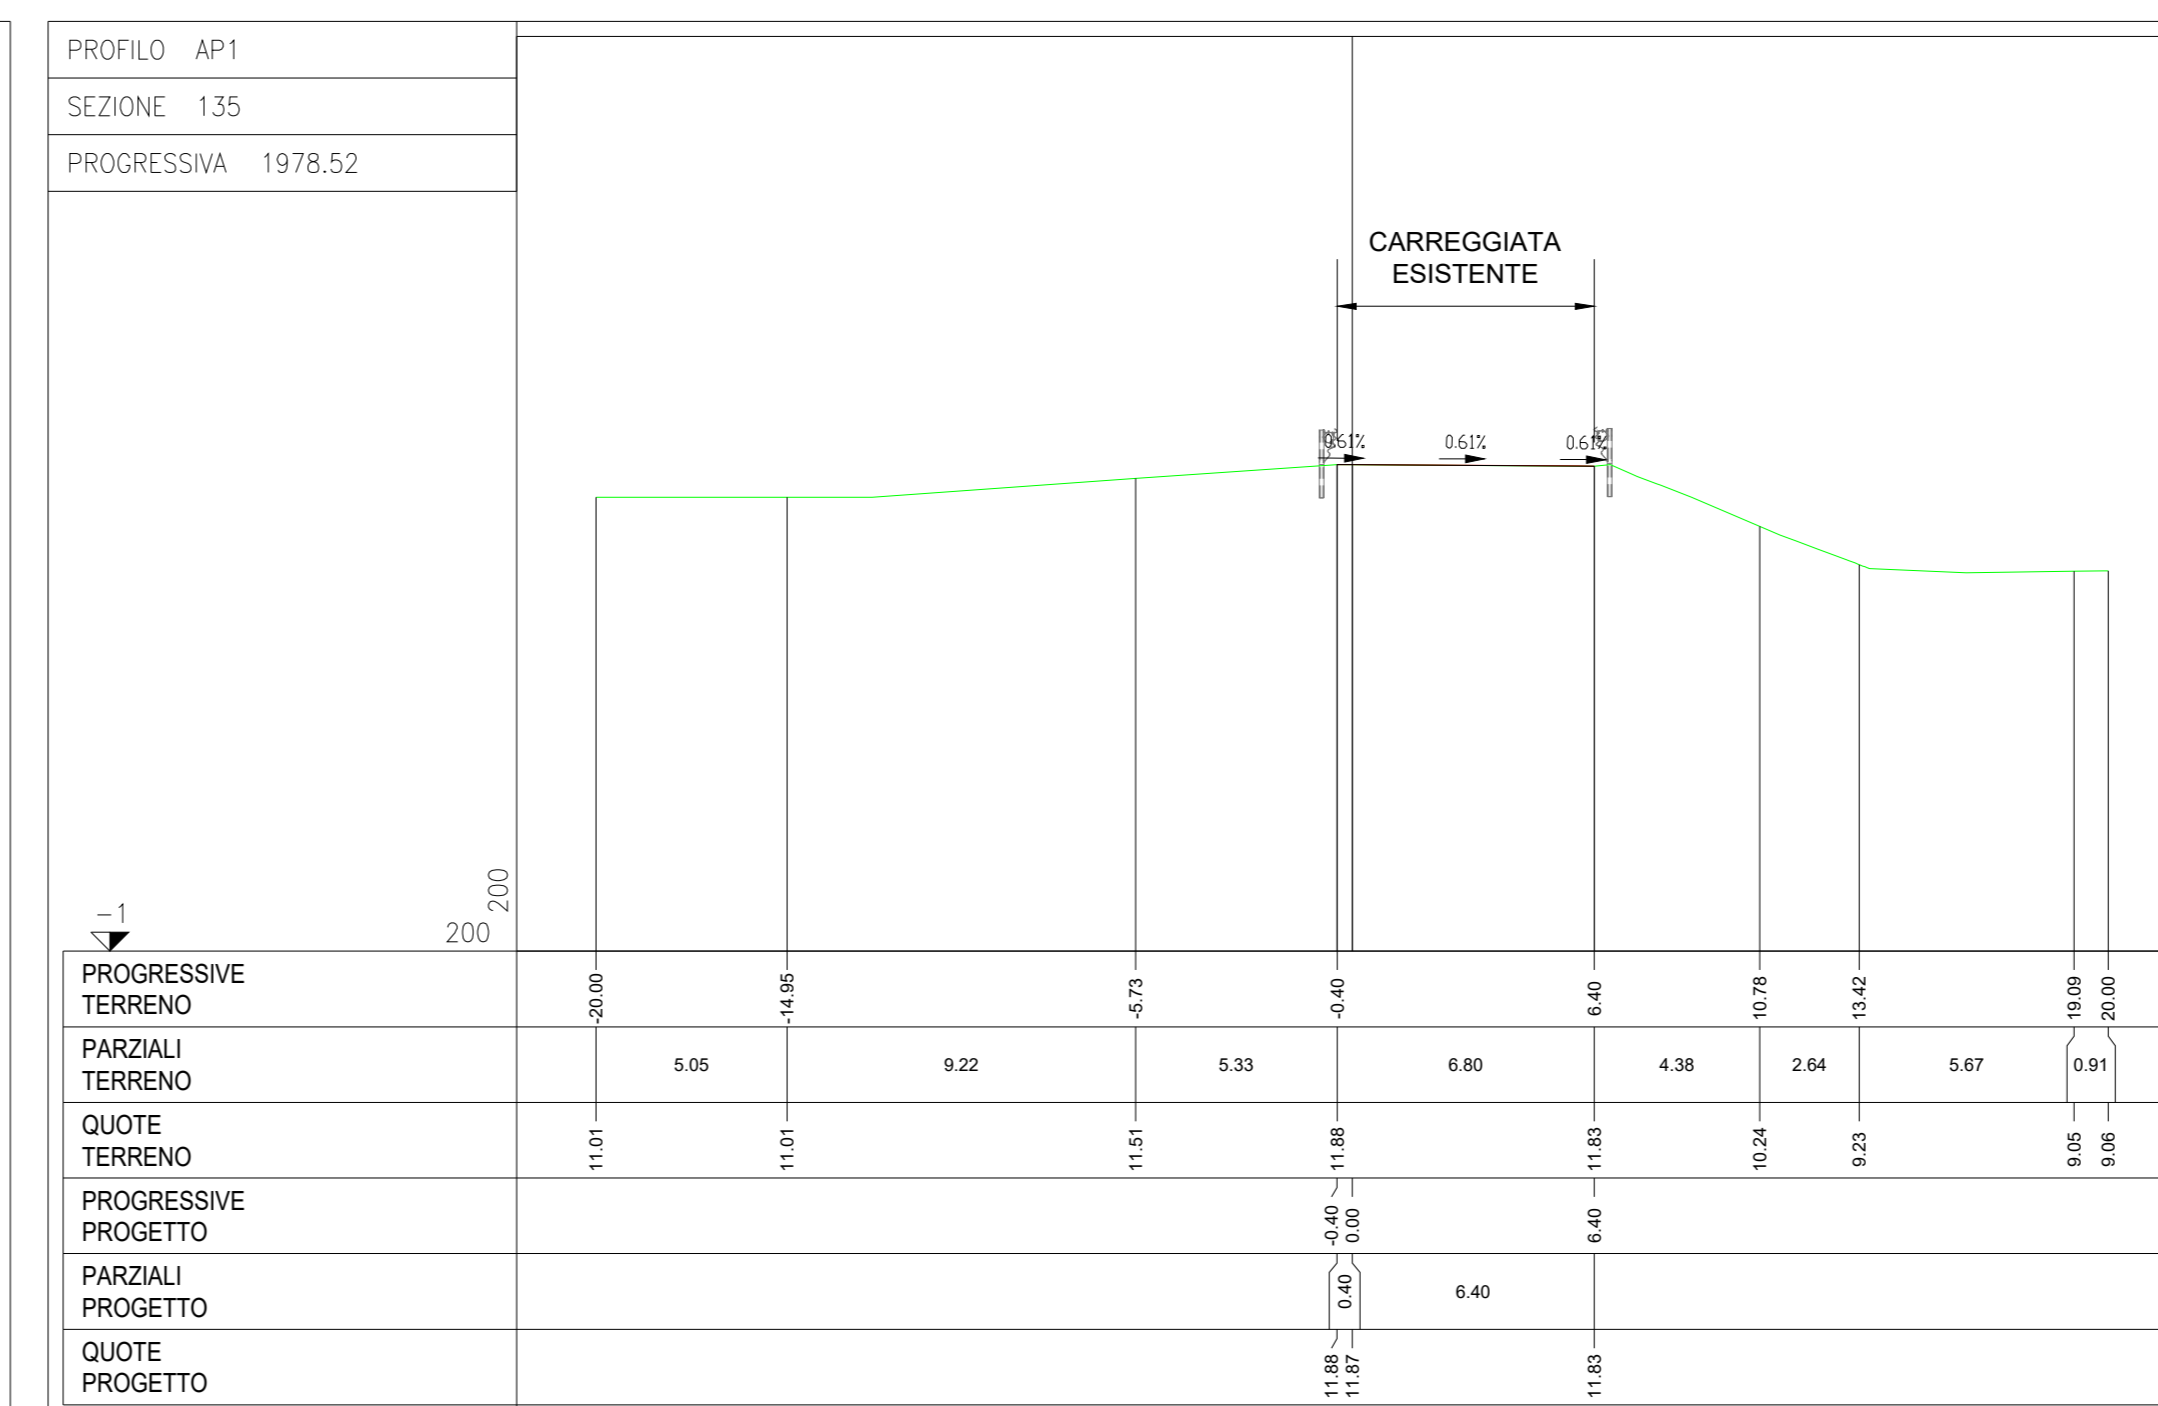 PROFILO AP1
SEZIONE 135
PROGRESSIVA 1978.52
CARREGGIATA
ESISTENTE
0.61% 0.61% 0.61%
-1
200
200
PROGRESSIVE
TERRENO
-20.00 -14.95 -5.73 -0.40 6.40 10.78 13.42 19.09 20.00
PARZIALI
TERRENO
5.05 9.22 5.33 6.80 4.38 2.64 5.67 0.91
QUOTE
TERRENO
11.01 11.01 11.51 11.88 11.83 10.24 9.23 9.05 9.06
PROGRESSIVE
PROGETTO
-0.40 0.00 6.40
PARZIALI
PROGETTO
0.40 6.40
QUOTE
PROGETTO
11.88 11.87 11.83